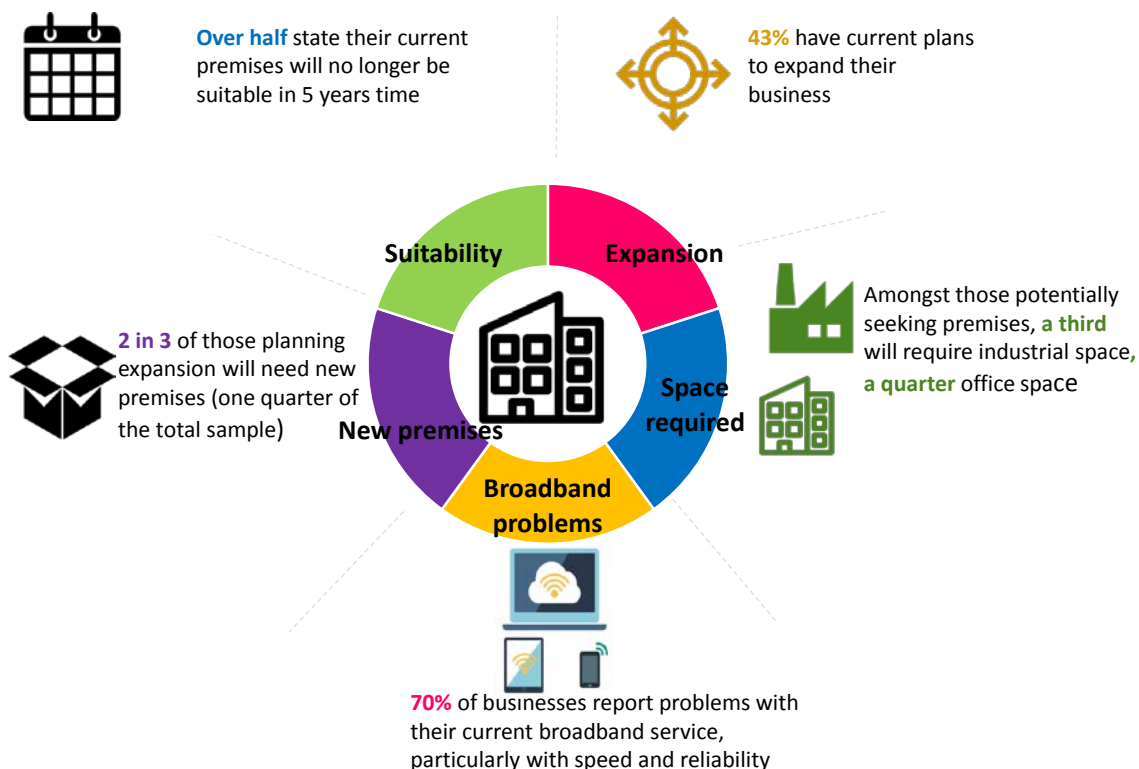 Over half state their current
premises will no longer be
suitable in 5 years time
43% have current plans
to expand their
business
Suitability
Expansion
Amongst those potentially
seeking premises, a third
will require industrial space,
a quarter office space
2 in 3 of those planning
expansion will need new
premises (one quarter of
the total sample)
Space
required
New premises
Broadband
problems
70% of businesses report problems with
their current broadband service,
particularly with speed and reliability